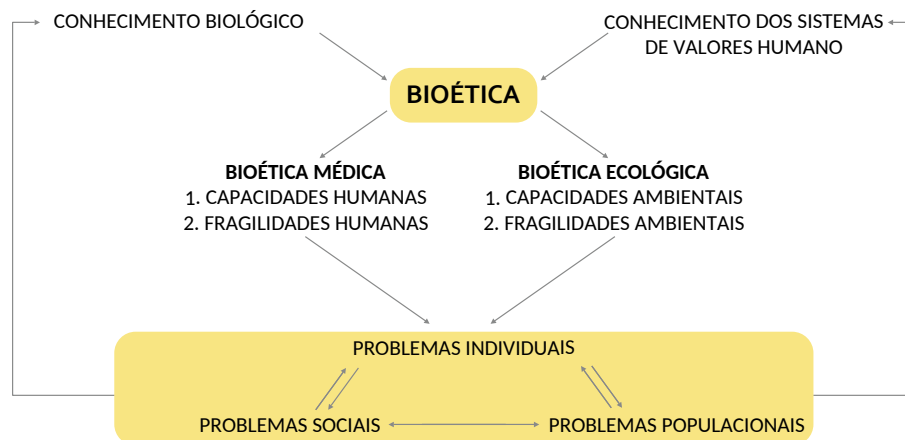 CONHECIMENTO BIOLÓGICO
CONHECIMENTO DOS SISTEMAS
DE VALORES HUMANO
BIOÉTICA
BIOÉTICA MÉDICA
1. CAPACIDADES HUMANAS
2. FRAGILIDADES HUMANAS
BIOÉTICA ECOLÓGICA
1. CAPACIDADES AMBIENTAIS
2. FRAGILIDADES AMBIENTAIS
PROBLEMAS INDIVIDUAIS
PROBLEMAS SOCIAIS
PROBLEMAS POPULACIONAIS